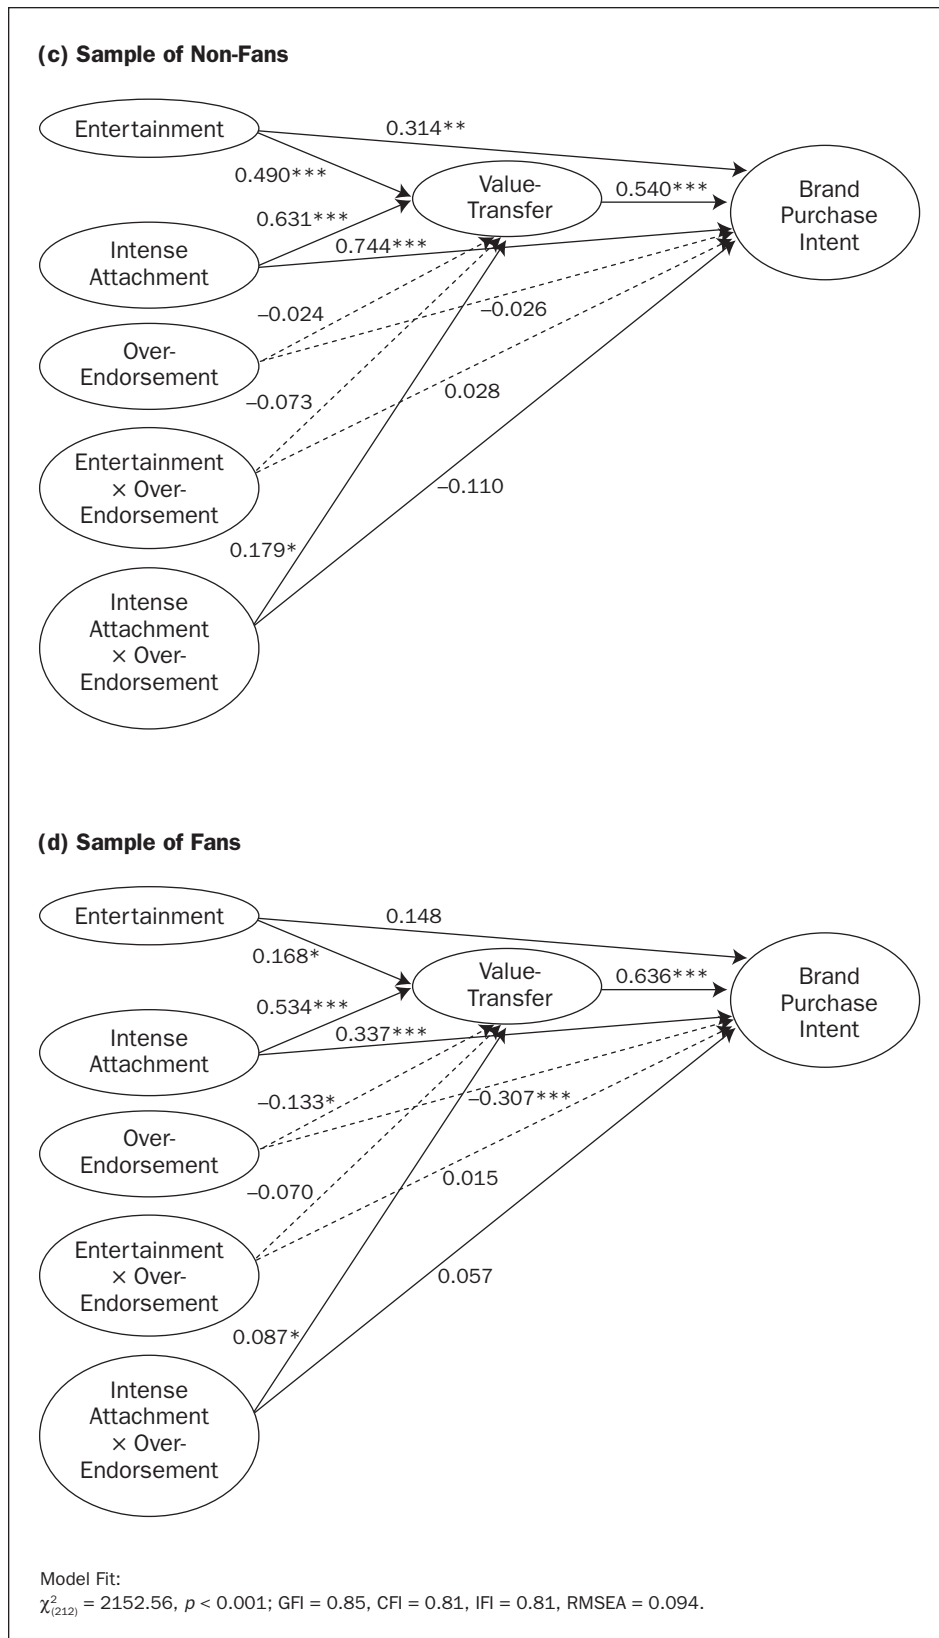 (c) Sample of Non-Fans
Entertainment
0.314**
0.490***
Value-
Transfer
0.540***
Brand
Purchase
Intent
0.631***
0.744***
Intense
Attachment
–0.024
–0.026
Over-
Endorsement
–0.073
0.028
Entertainment
× Over-
Endorsement
–0.110
0.179*
Intense
Attachment
× Over-
Endorsement
(d) Sample of Fans
Entertainment
0.148
0.168*
Value-
Transfer
0.636***
Brand
Purchase
Intent
0.534***
0.337***
Intense
Attachment
–0.133*
–0.307***
Over-
Endorsement
–0.070
0.015
Entertainment
× Over-
Endorsement
0.057
0.087*
Intense
Attachment
× Over-
Endorsement
Model Fit:
χ²(212) = 2152.56, p < 0.001; GFI = 0.85, CFI = 0.81, IFI = 0.81, RMSEA = 0.094.